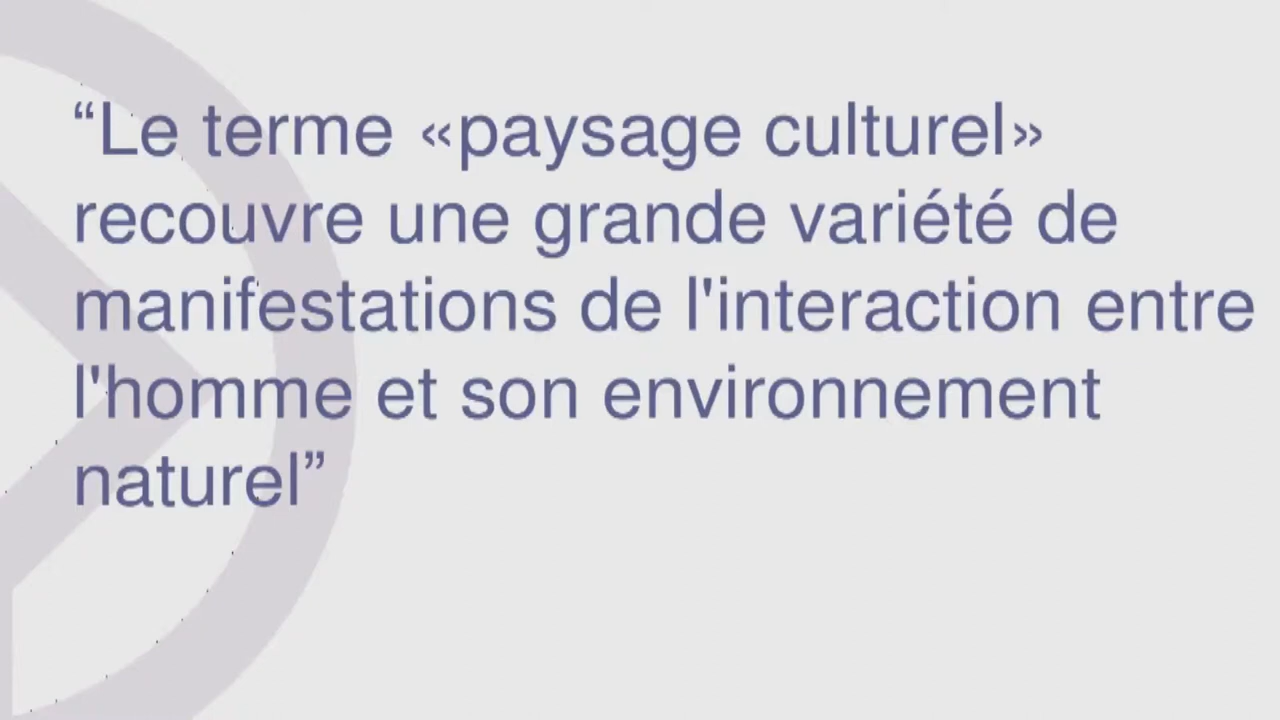 “Le terme «paysage culturel»
recouvre une grande variété de
manifestations de l'interaction entre
l'homme et son environnement
naturel”